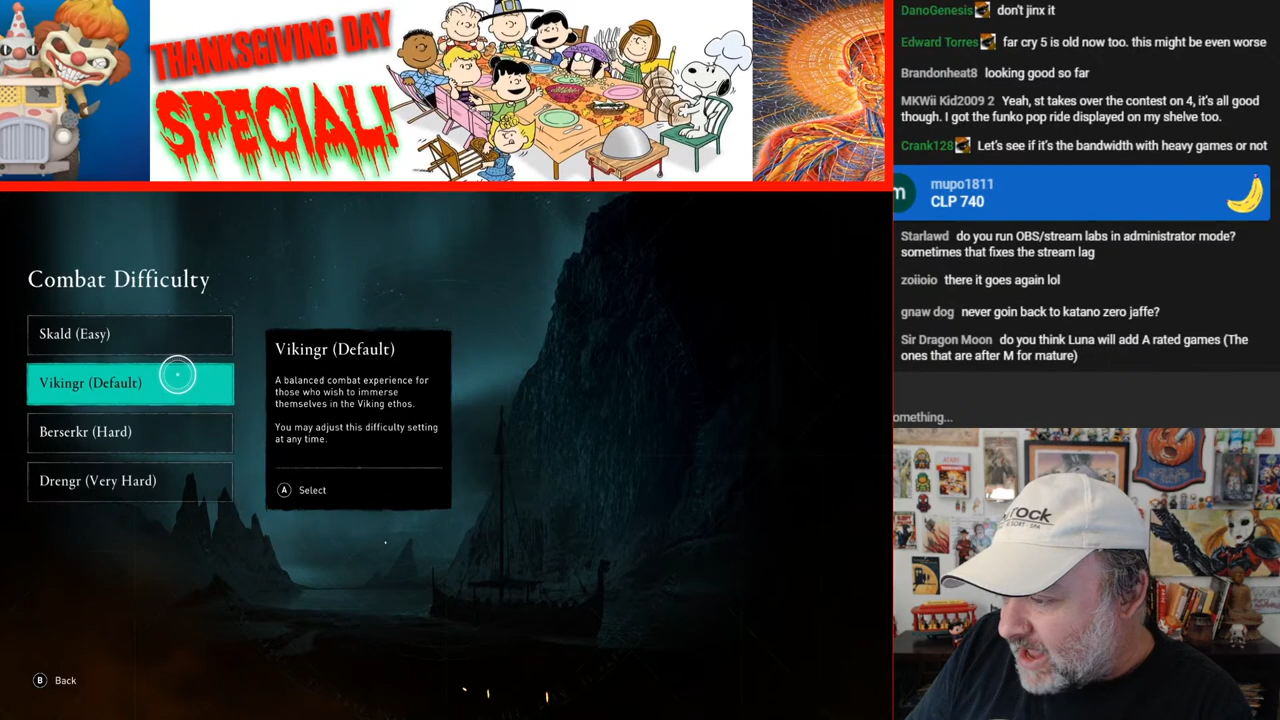 THANKSGIVING DAY
SPECIAL!
Combat Difficulty
Skald (Easy)
Vikingr (Default)
Berserkr (Hard)
Drengr (Very Hard)
Vikingr (Default)
A balanced combat experience for
those who wish to immerse
themselves in the Viking ethos.
You may adjust this difficulty setting
at any time.
A Select
B Back
DanoGenesis don't jinx it
Edward Torres far cry 5 is old now too. this might be even worse
Brandonheat8 looking good so far
MKWii Kid2009 2 Yeah, st takes over the contest on 4, it's all good
though. I got the funko pop ride displayed on my shelve too.
Crank128 Let's see if it's the bandwidth with heavy games or not
m mupo1811
CLP 740
Starlawd do you run OBS/stream labs in administrator mode?
sometimes that fixes the stream lag
zoiioio there it goes again lol
gnaw dog never goin back to katano zero jaffe?
Sir Dragon Moon do you think Luna will add A rated games (The
ones that are after M for mature)
omething...